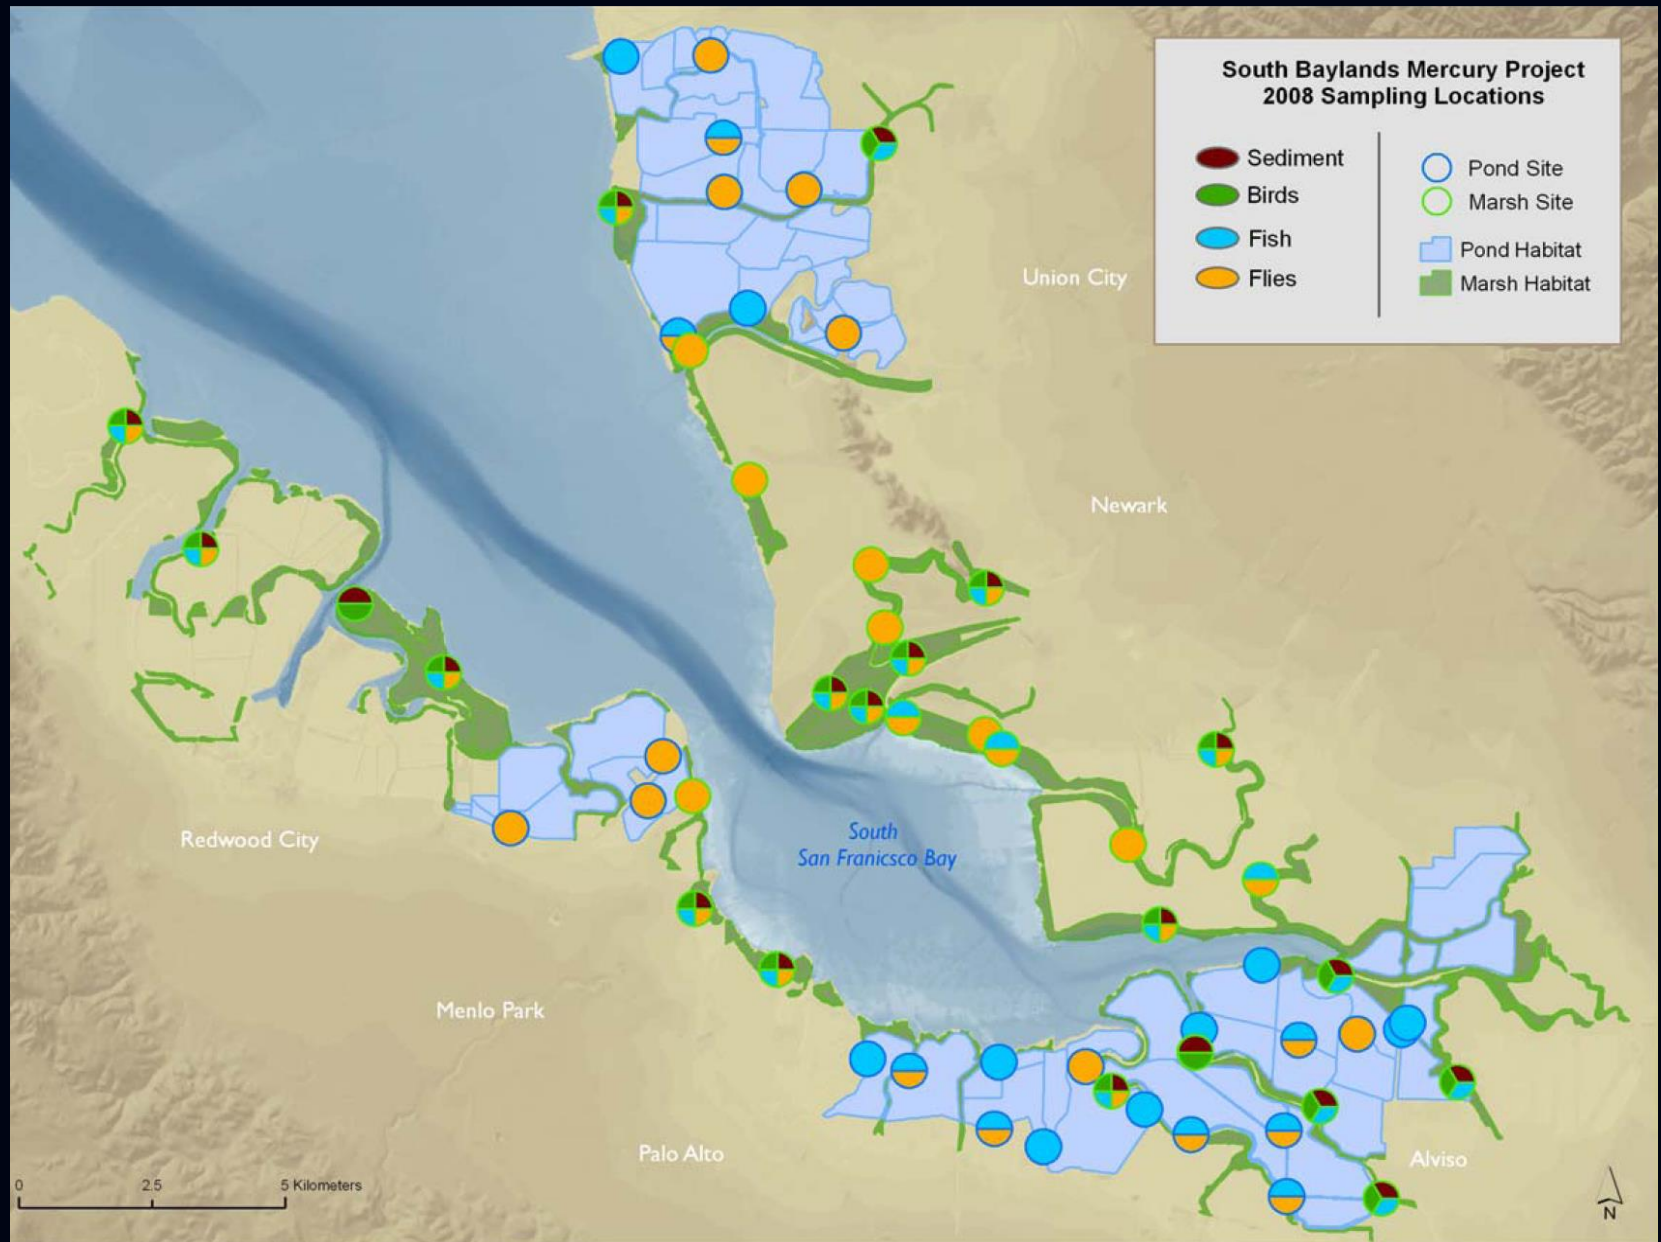 South Baylands Mercury Project
2008 Sampling Locations
Sediment
Birds
Fish
Flies
Pond Site
Marsh Site
Pond Habitat
Marsh Habitat
Union City
Newark
South
San Franicsco Bay
Redwood City
Menlo Park
Palo Alto
Alviso
0 2.5 5 Kilometers
N